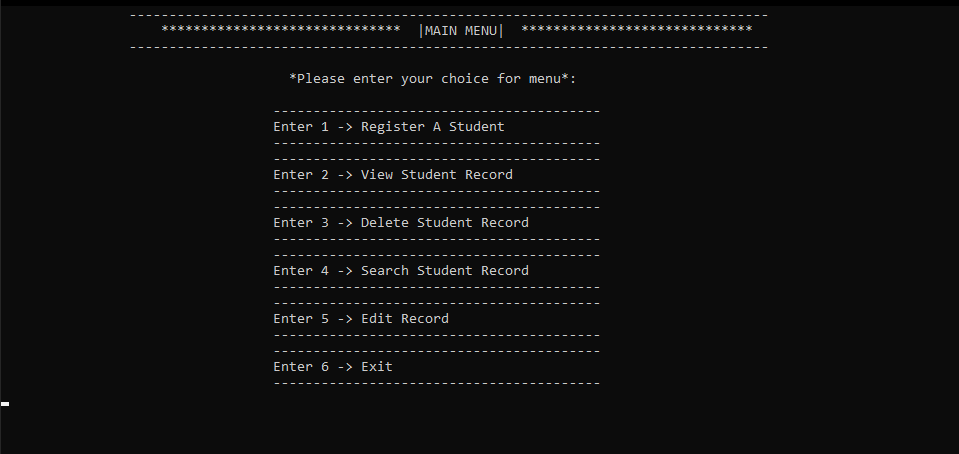 --------------------------------------------------------------------------------
****************************** |MAIN MENU| *****************************
--------------------------------------------------------------------------------
*Please enter your choice for menu*:
-----------------------------------------
Enter 1 -> Register A Student
-----------------------------------------
-----------------------------------------
Enter 2 -> View Student Record
-----------------------------------------
-----------------------------------------
Enter 3 -> Delete Student Record
-----------------------------------------
-----------------------------------------
Enter 4 -> Search Student Record
-----------------------------------------
-----------------------------------------
Enter 5 -> Edit Record
-----------------------------------------
-----------------------------------------
Enter 6 -> Exit
-----------------------------------------